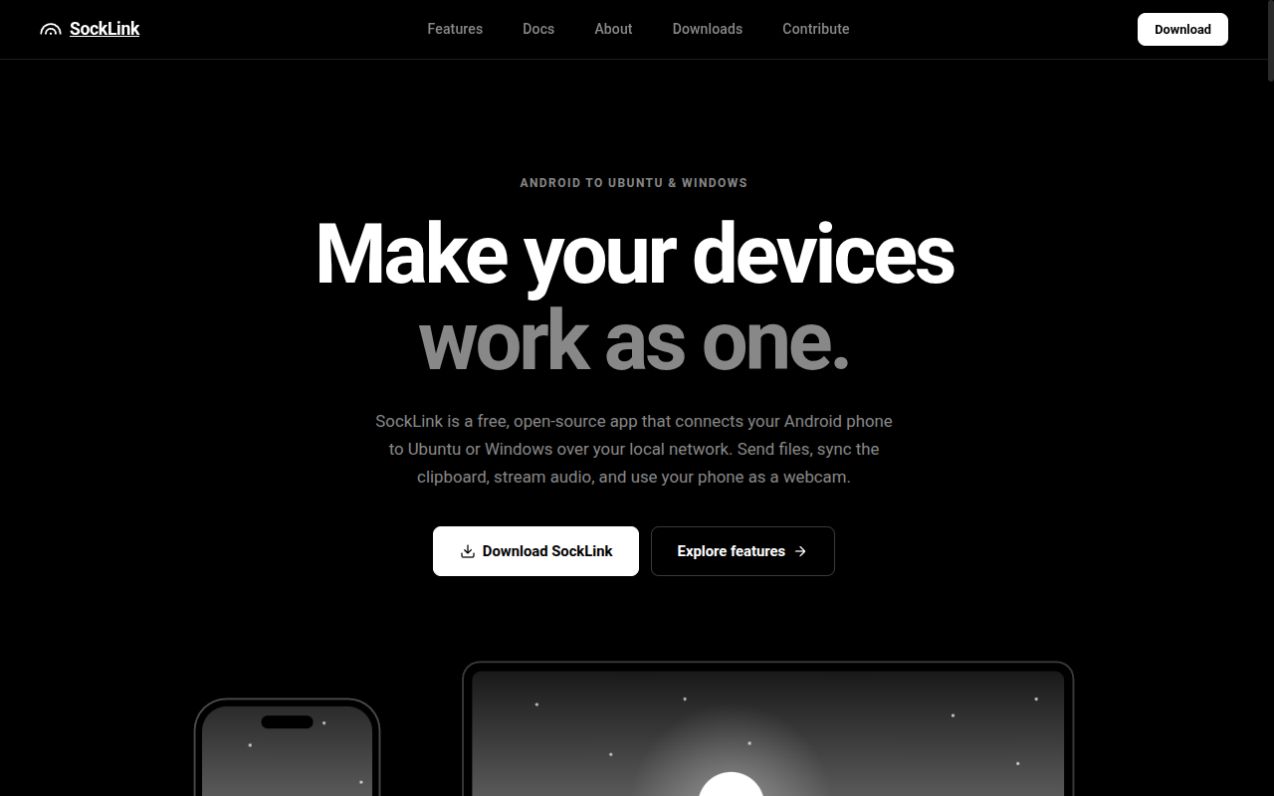 SockLink
Features
Docs
About
Downloads
Contribute
Download
ANDROID TO UBUNTU & WINDOWS
Make your devices
work as one.
SockLink is a free, open-source app that connects your Android phone
to Ubuntu or Windows over your local network. Send files, sync the
clipboard, stream audio, and use your phone as a webcam.
Download SockLink
Explore features